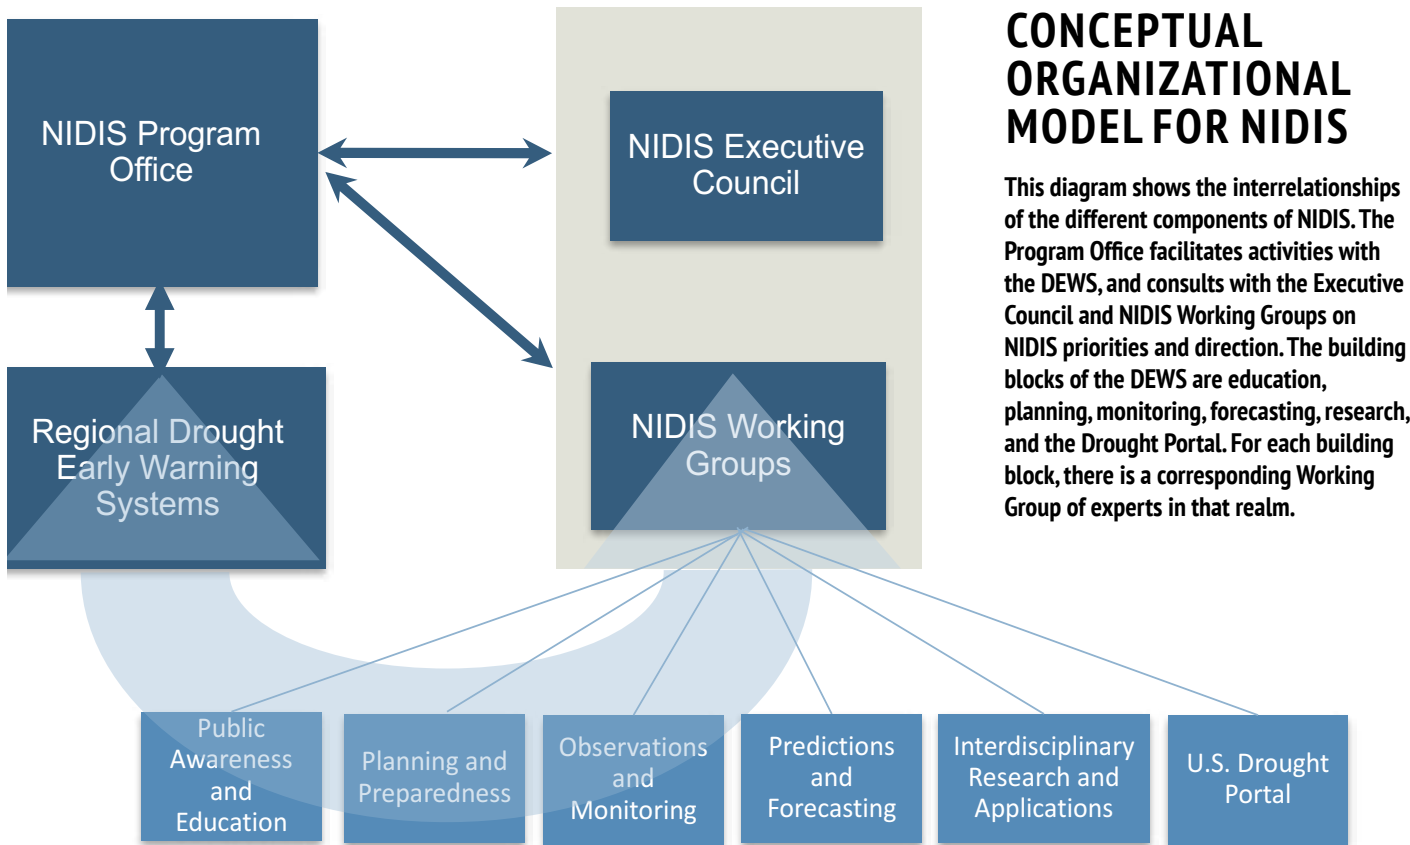 CONCEPTUAL
ORGANIZATIONAL
MODEL FOR NIDIS
This diagram shows the interrelationships
of the different components of NIDIS. The
Program Office facilitates activities with
the DEWS, and consults with the Executive
Council and NIDIS Working Groups on
NIDIS priorities and direction. The building
blocks of the DEWS are education,
planning, monitoring, forecasting, research,
and the Drought Portal. For each building
block, there is a corresponding Working
Group of experts in that realm.
NIDIS Program
Office
NIDIS Executive
Council
Regional Drought
Early Warning
Systems
NIDIS Working
Groups
Public
Awareness
and
Education
Planning and
Preparedness
Observations
and
Monitoring
Predictions
and
Forecasting
Interdisciplinary
Research and
Applications
U.S. Drought
Portal